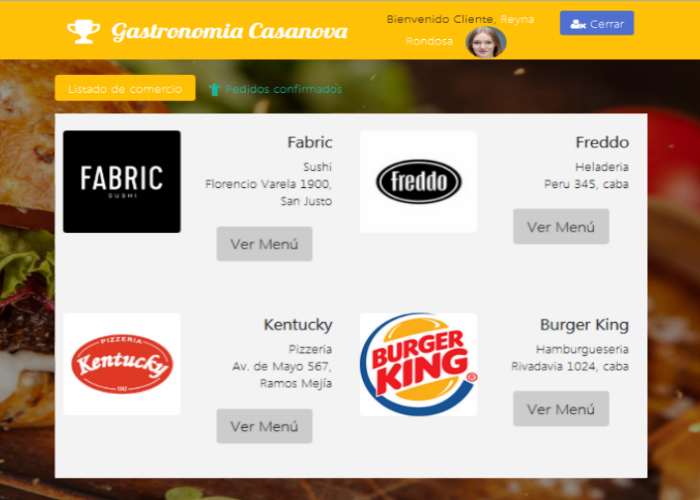 Gastronomia Casanova
Bienvenido Cliente, Reyna
Rondosa
Cerrar
Listado de comercio
Pedidos confirmados
FABRIC
SUSHI
Fabric
Sushi
Florencio Varela 1900,
San Justo
Ver Menú
freddo
Freddo
Heladeria
Peru 345, caba
Ver Menú
PIZZERIA
Kentucky
1942
Kentucky
Pizzeria
Av. de Mayo 567,
Ramos Mejía
Ver Menú
BURGER
KING
®
Burger King
Hamburgueseria
Rivadavia 1024, caba
Ver Menú